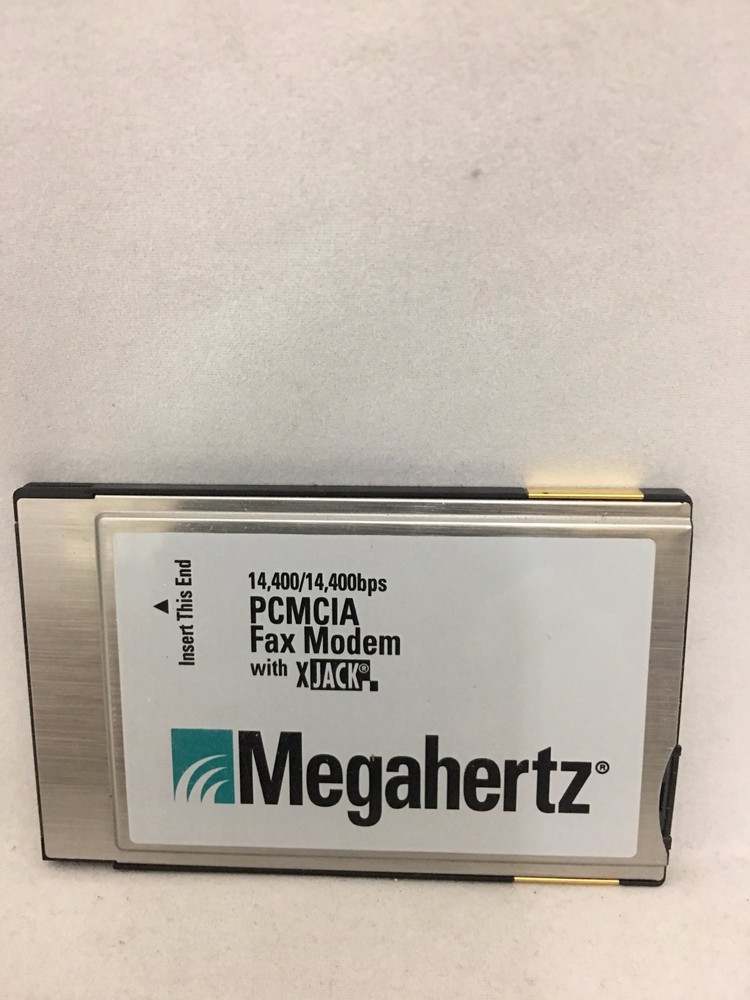 Insert This End
14,400/14,400bps
PCMCIA
Fax Modem
with XJACK®
Megahertz®